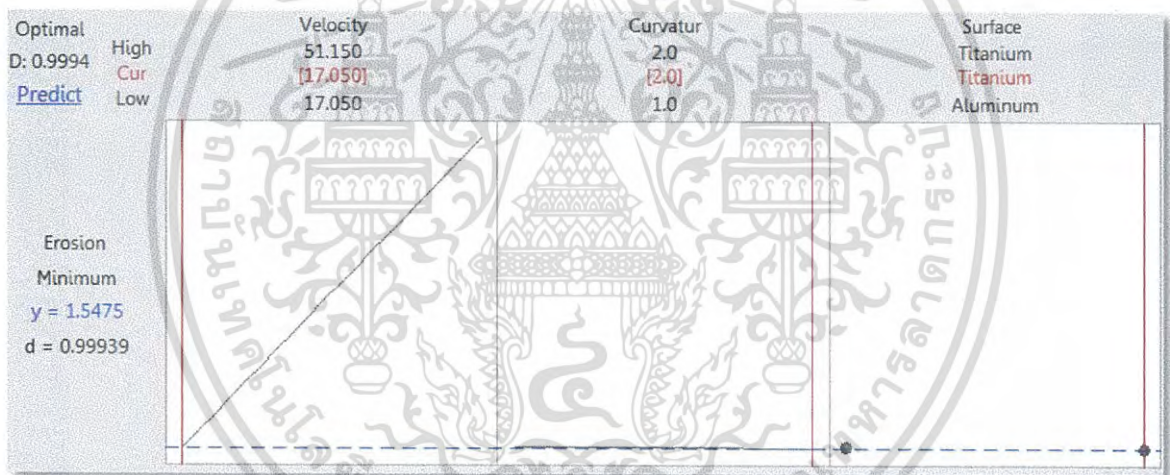 Optimal
D: 0.9994
Predict
High
Cur
Low
Velocity
51.150
[17.050]
17.050
Curvatur
2.0
[2.0]
1.0
Surface
Titanium
Titanium
Aluminum
Erosion
Minimum
y = 1.5475
d = 0.99939